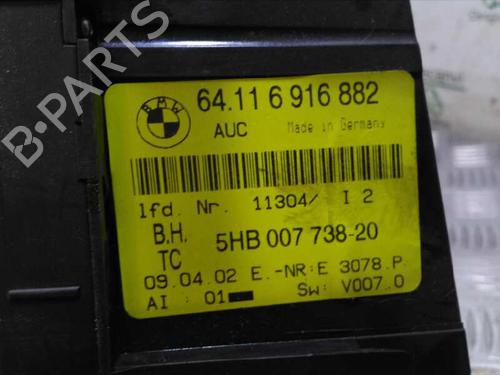 BMW
64.11 6 916 882
AUC Made in Germany
lfd. Nr. 11304/ I 2
B.H. 5HB 007 738-20
TC
09.04.02 E.-NR:E 3078.P.
AI : 01 Sw: V007.0
B-Parts